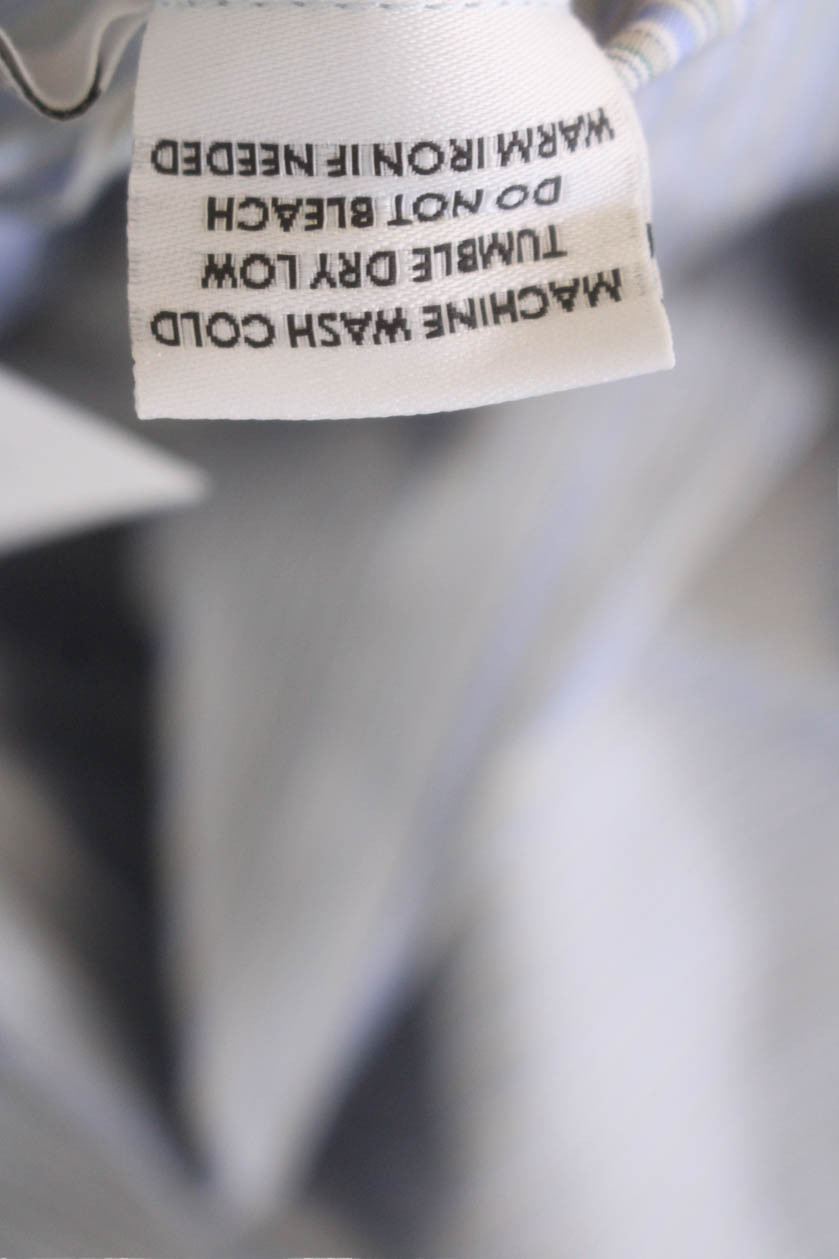 MACHINE WASH COLD
TUMBLE DRY LOW
DO NOT BLEACH
WARM IRON IF NEEDED